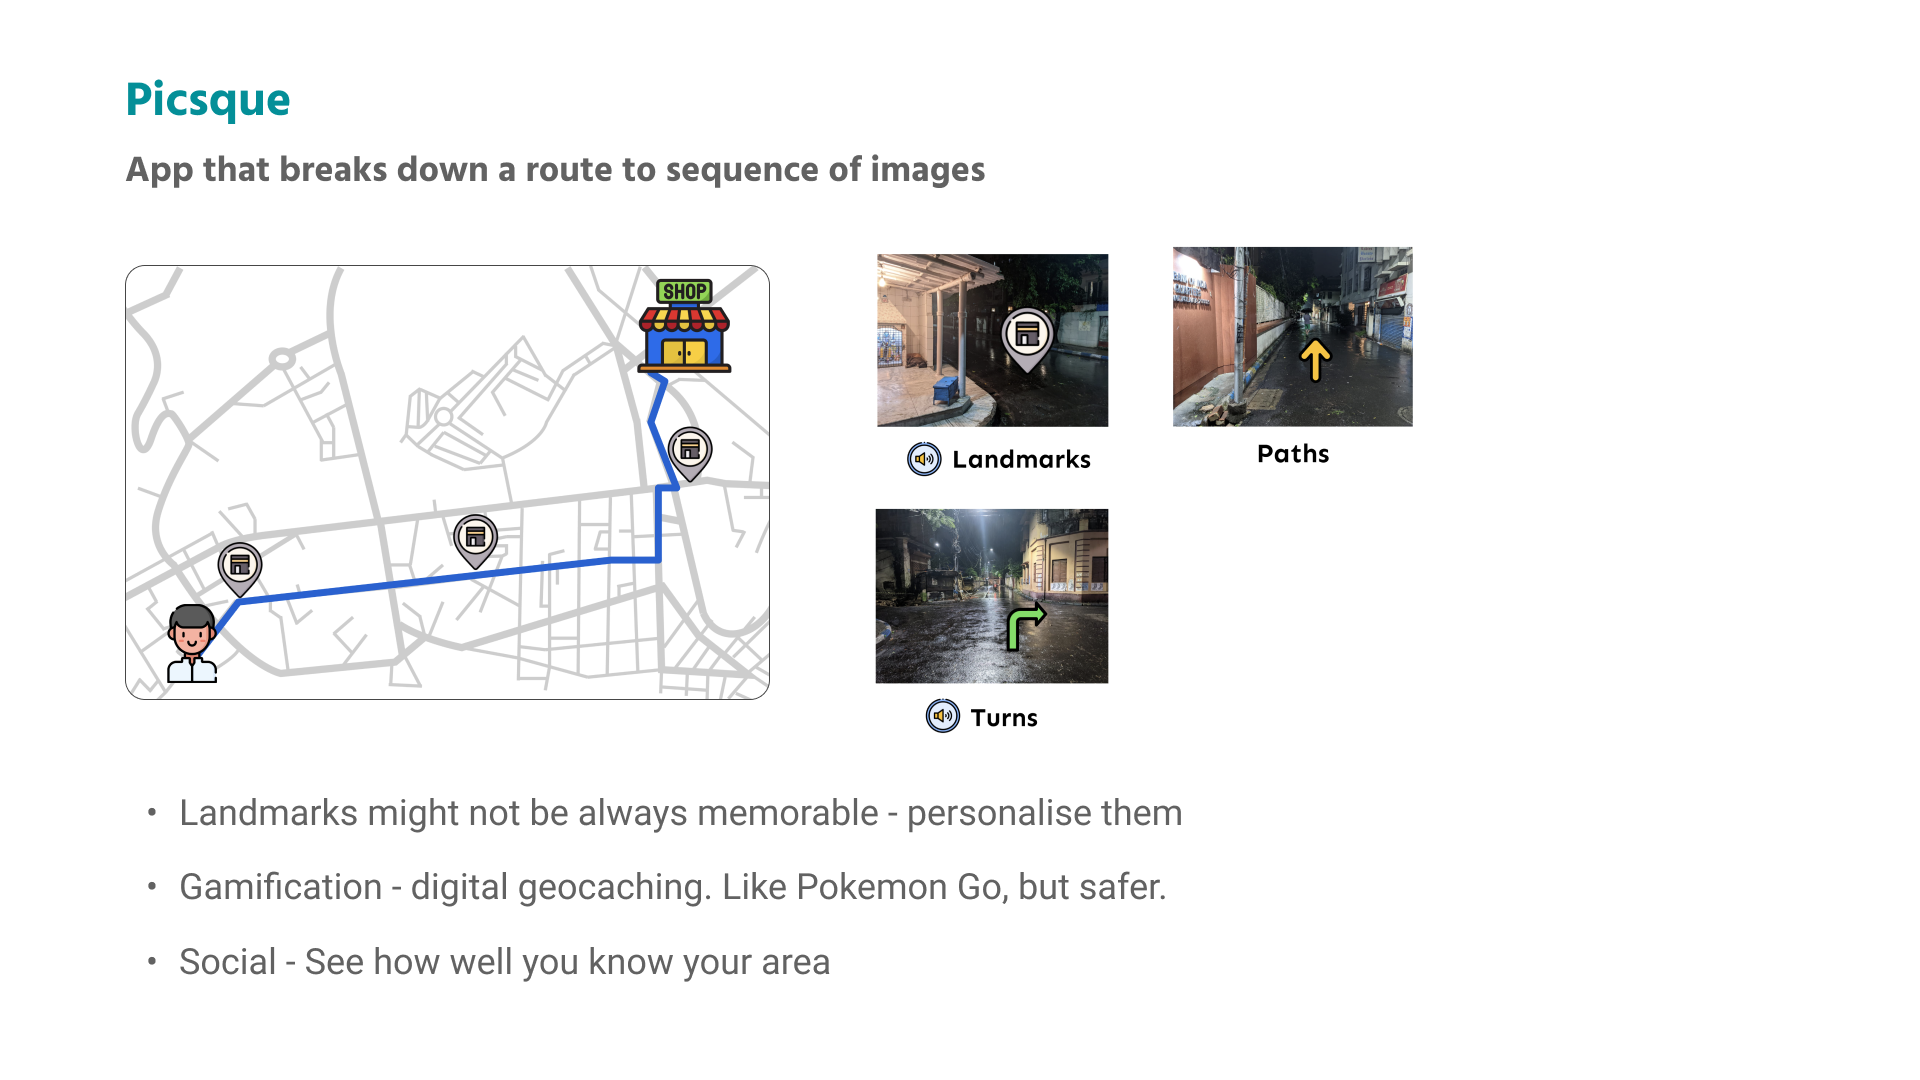 Picsque
App that breaks down a route to sequence of images
SHOP
Landmarks
Paths
Turns
• Landmarks might not be always memorable - personalise them
• Gamification - digital geocaching. Like Pokemon Go, but safer.
• Social - See how well you know your area